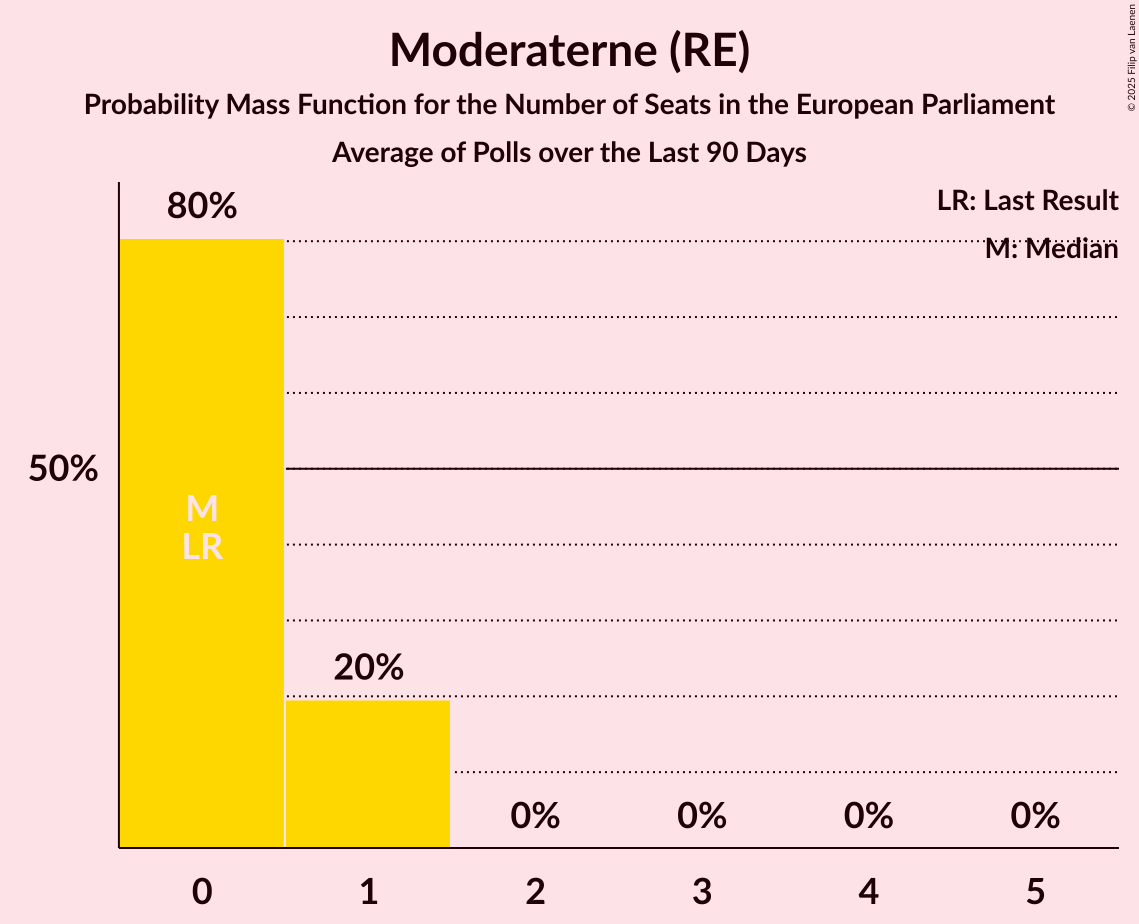 Moderaterne (RE)
Probability Mass Function for the Number of Seats in the European Parliament
Average of Polls over the Last 90 Days
© 2025 Filip van Laenen
LR: Last Result
M: Median
80%
50%
M
LR
20%
0% 0% 0% 0%
0 1 2 3 4 5